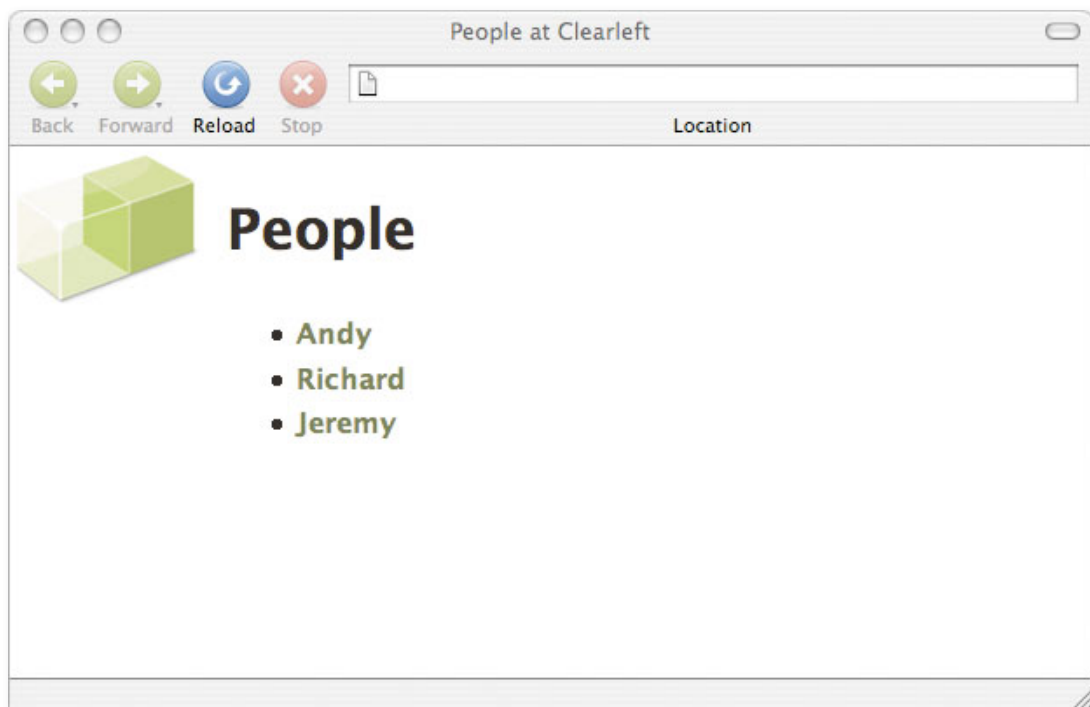 People at Clearleft
Back Forward Reload Stop Location
People
• Andy
• Richard
• Jeremy